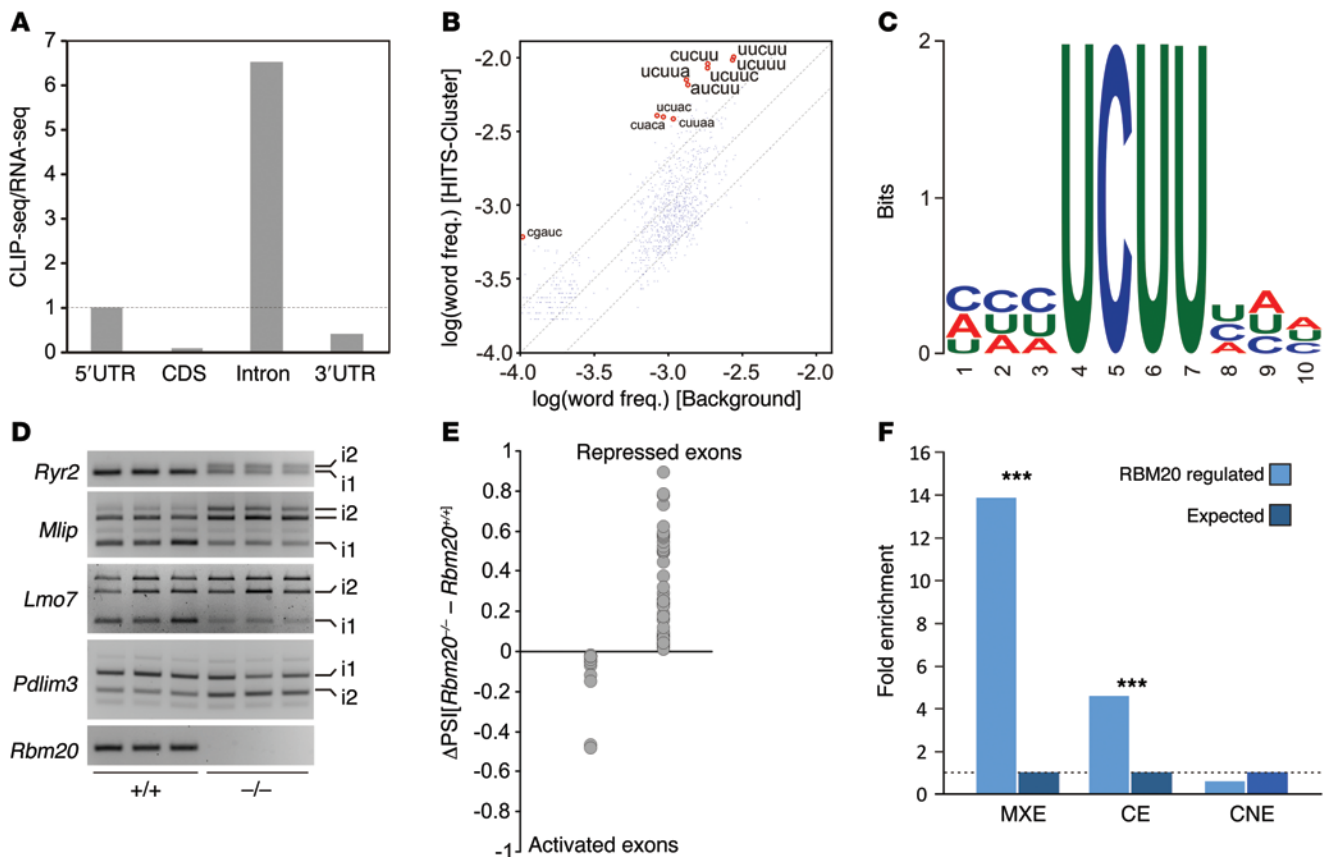 A
CLIP-seq/RNA-seq
7
6
5
4
3
2
1
0
5′UTR CDS Intron 3′UTR
B
log(word freq.) [HITS-Cluster]
-2.0
-2.5
-3.0
-3.5
-4.0
cucuu
uucuu
ucuuu
ucuua
ucuuc
aucuu
ucuac
cuaca
cuuaa
cgauc
-4.0 -3.5 -3.0 -2.5 -2.0
log(word freq.) [Background]
C
Bits
2
1
0
C C C U C U U U A A
A U U C U U
U A A A C C
1 2 3 4 5 6 7 8 9 10
D
Ryr2
i2
i1
Mlip
i2
i1
Lmo7
i2
i1
Pdlim3
i1
i2
Rbm20
+/+ –/–
E
ΔPSI[Rbm20–/– – Rbm20+/+]
1
0.8
0.6
0.4
0.2
0
-0.2
-0.4
-0.6
-0.8
-1
Repressed exons
Activated exons
F
Fold enrichment
16
14
12
10
8
6
4
2
0
***
***
RBM20 regulated
Expected
MXE CE CNE